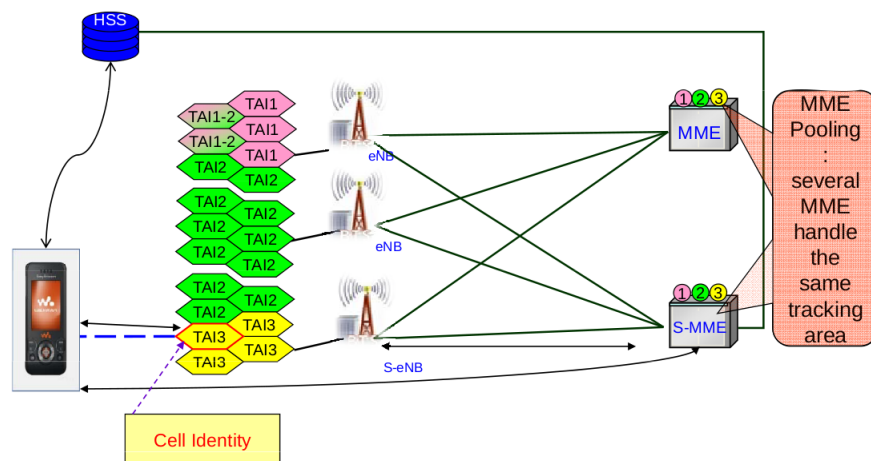 HSS
TAI1
TAI1-2
TAI1
TAI1-2
TAI1
TAI2
TAI2
TAI2
TAI2
TAI2
TAI2
TAI2
TAI2
TAI2
TAI2
TAI2
TAI3
TAI3
TAI3
TAI3
eNB
eNB
S-eNB
1 2 3
MME
1 2 3
S-MME
MME
Pooling
:
several
MME
handle
the
same
tracking
area
Cell Identity